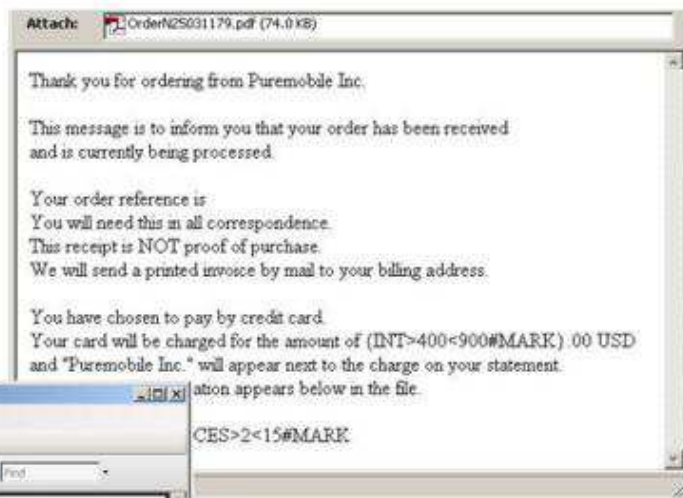 Attach: OrderN25031179.pdf (74.0 KB)
Thank you for ordering from Puremobile Inc.
This message is to inform you that your order has been received
and is currently being processed.
Your order reference is
You will need this in all correspondence.
This receipt is NOT proof of purchase.
We will send a printed invoice by mail to your billing address.
You have chosen to pay by credit card.
Your card will be charged for the amount of {INT>400<900#MARK}.00 USD
and "Puremobile Inc." will appear next to the charge on your statement.
ation appears below in the file.
CES>2<15#MARK
Find